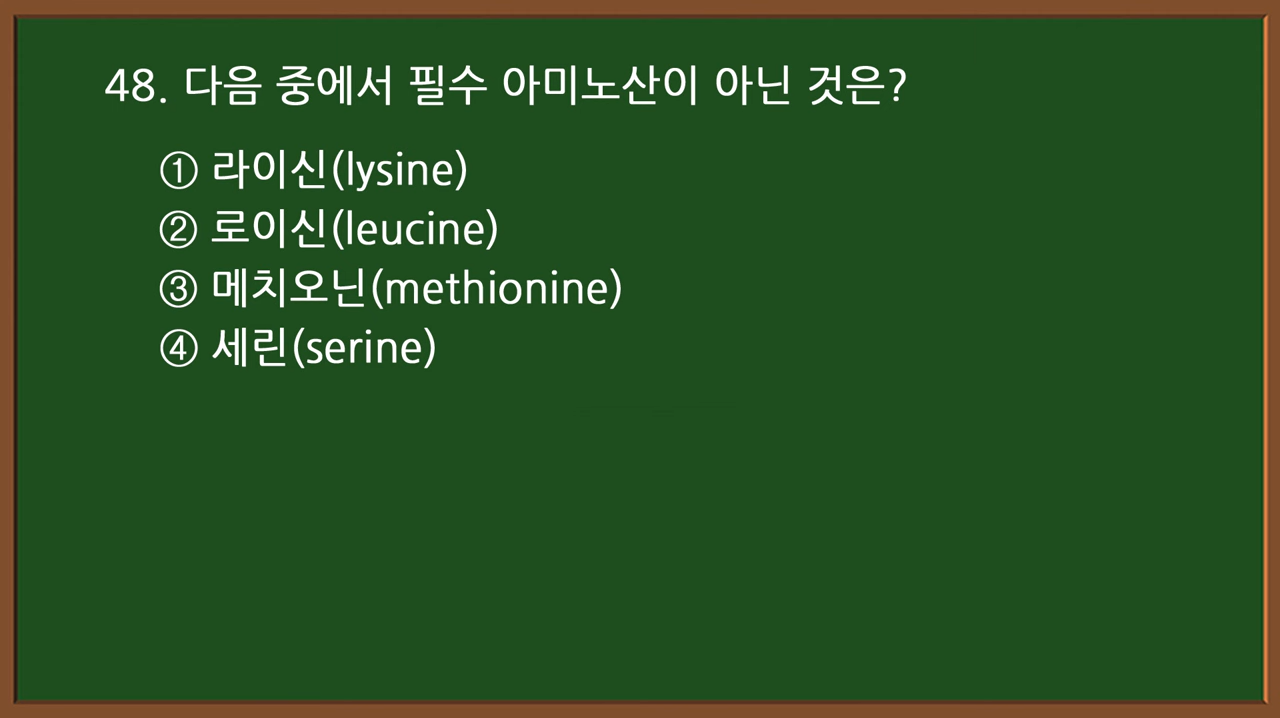 48. 다음 중에서 필수 아미노산이 아닌 것은?
① 라이신(lysine)
② 로이신(leucine)
③ 메치오닌(methionine)
④ 세린(serine)